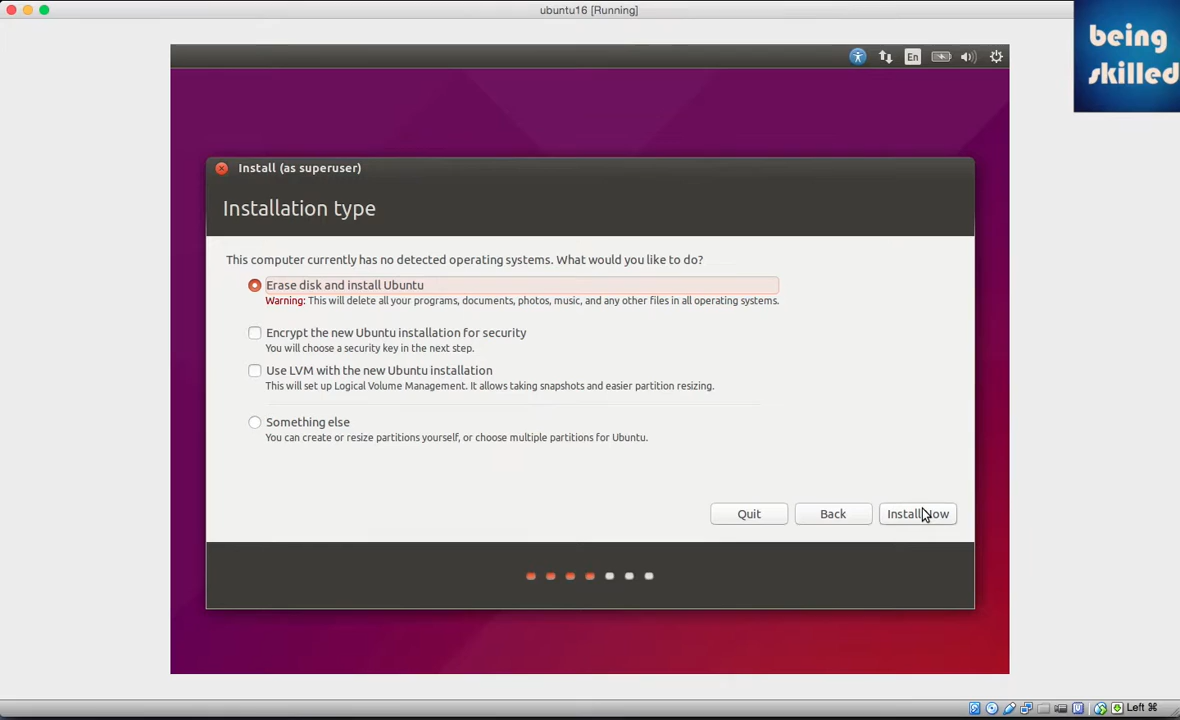 ubuntu16 [Running]
being
skilled
En
Install (as superuser)
Installation type
This computer currently has no detected operating systems. What would you like to do?
Erase disk and install Ubuntu
Warning: This will delete all your programs, documents, photos, music, and any other files in all operating systems.
Encrypt the new Ubuntu installation for security
You will choose a security key in the next step.
Use LVM with the new Ubuntu installation
This will set up Logical Volume Management. It allows taking snapshots and easier partition resizing.
Something else
You can create or resize partitions yourself, or choose multiple partitions for Ubuntu.
Quit
Back
Install Now
Left ⌘